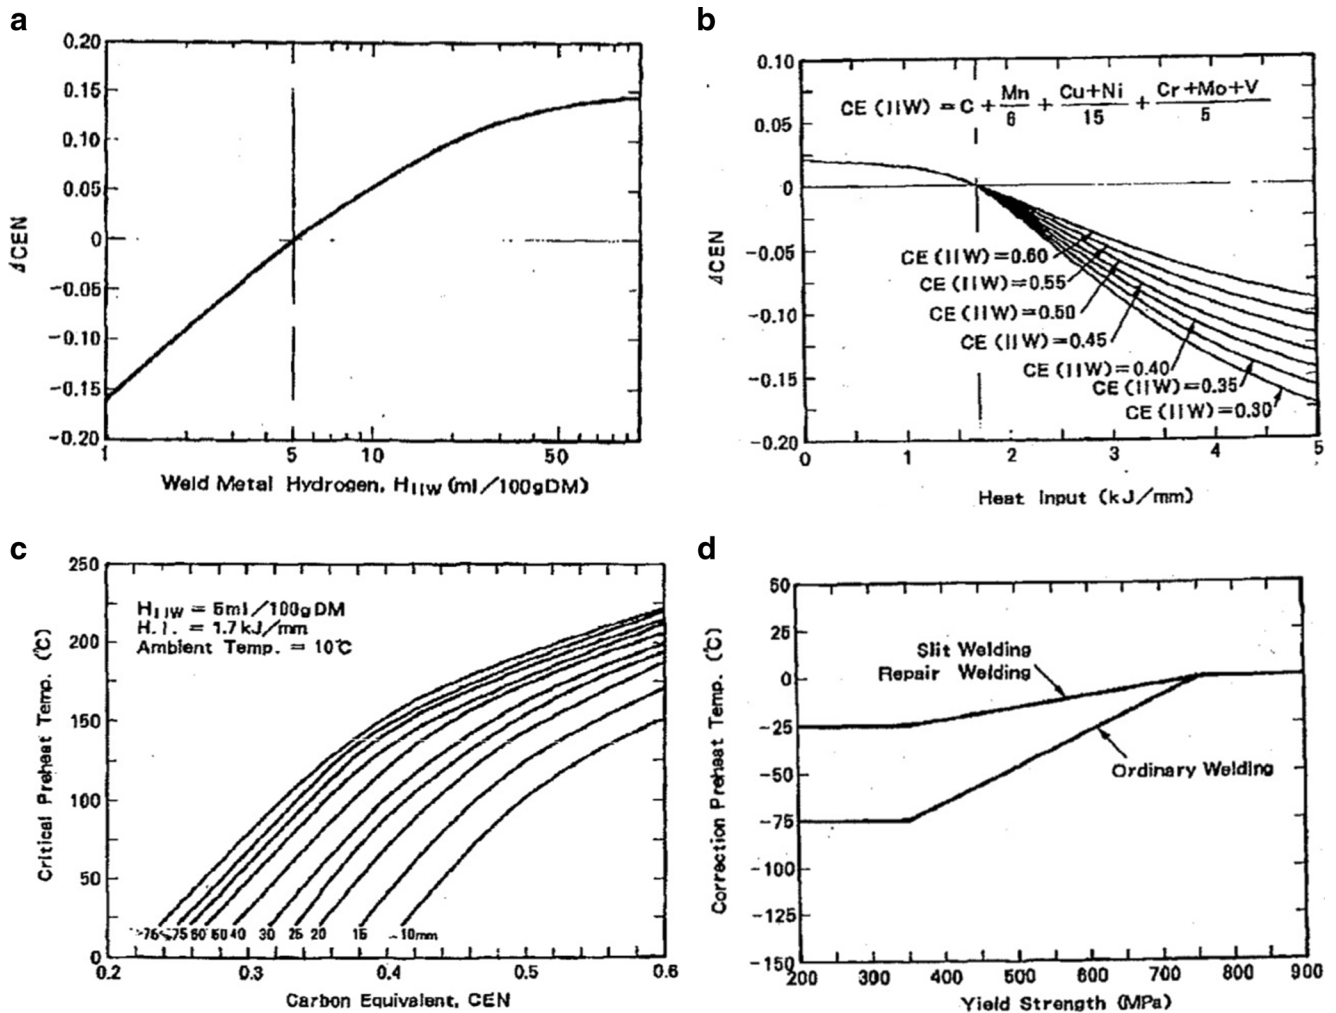 a
0.20
0.15
0.10
0.05
0
-0.05
-0.10
-0.15
-0.20
ΔCEN
1
5
10
50
Weld Metal Hydrogen, HIIW (ml/100gDM)
b
0.10
0.05
0
-0.05
-0.10
-0.15
-0.20
ΔCEN
CE (IIW) = C + Mn/6 + Cu+Ni/15 + Cr+Mo+V/5
CE (IIW)=0.60
CE (IIW)=0.55
CE (IIW)=0.50
CE (IIW)=0.45
CE (IIW)=0.40
CE (IIW)=0.35
CE (IIW)=0.30
0
1
2
3
4
5
Heat Input (kJ/mm)
c
250
200
150
100
50
0
Critical Preheat Temp. (℃)
HIIW = 5ml/100gDM
H.I. = 1.7kJ/mm
Ambient Temp. = 10℃
>75
75
60
50
40
30
25
20
15
10mm
0.2
0.3
0.4
0.5
0.6
Carbon Equivalent, CEN
d
50
25
0
-25
-50
-75
-100
-125
-150
Correction Preheat Temp. (℃)
Slit Welding
Repair Welding
Ordinary Welding
200
300
400
500
600
700
800
900
Yield Strength (MPa)